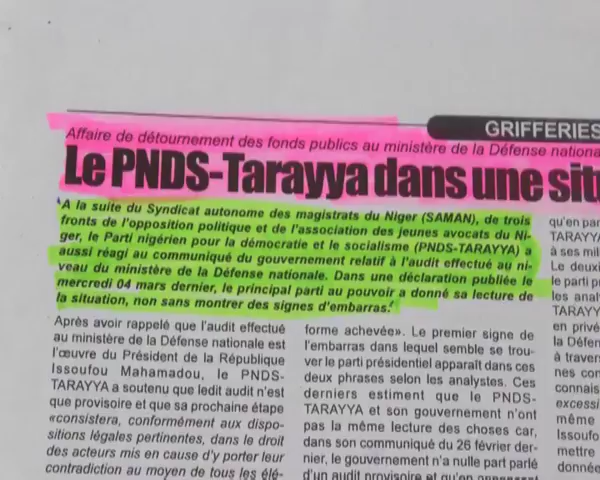 GRIFFERIES
Affaire de détournement des fonds publics au ministère de la Défense nationa
Le PNDS-Tarayya dans une sit
A la suite du Syndicat autonome des magistrats du Niger (SAMAN), de trois
fronts de l'opposition politique et de l'association des jeunes avocats du Ni-
ger, le Parti nigérien pour la démocratie et le socialisme (PNDS-TARAYYA) a
aussi réagi au communiqué du gouvernement relatif à l'audit effectué au ni-
veau du ministère de la Défense nationale. Dans une déclaration publiée le
mercredi 04 mars dernier, le principal parti au pouvoir a donné sa lecture de
la situation, non sans montrer des signes d'embarras.
Après avoir rappelé que l'audit effectué
au ministère de la Défense nationale est
l'œuvre du Président de la République
Issoufou Mahamadou, le PNDS-
TARAYYA a soutenu que ledit audit n'est
que provisoire et que sa prochaine étape
«consistera, conformément aux dispo-
sitions légales pertinentes, dans le droit
des acteurs mis en cause d'y porter leur
contradiction au moyen de tous les élé-
forme achevée». Le premier signe de
l'embarras dans lequel semble se trou-
ver le parti présidentiel apparaît dans ces
deux phrases selon les analystes. Ces
derniers estiment que le PNDS-
TARAYYA et son gouvernement n'ont
pas la même lecture des choses car,
dans son communiqué du 26 février der-
nier, le gouvernement n'a nulle part parlé
d'un audit provisoire et qu'on
qu'en par
TARAYY
à ses mil
Le deuxi
le parti p
les anal
TARAYY
en privé
la Défen
à travers
nes con
connais
excessi
même
Issoufo
mettre
donnée